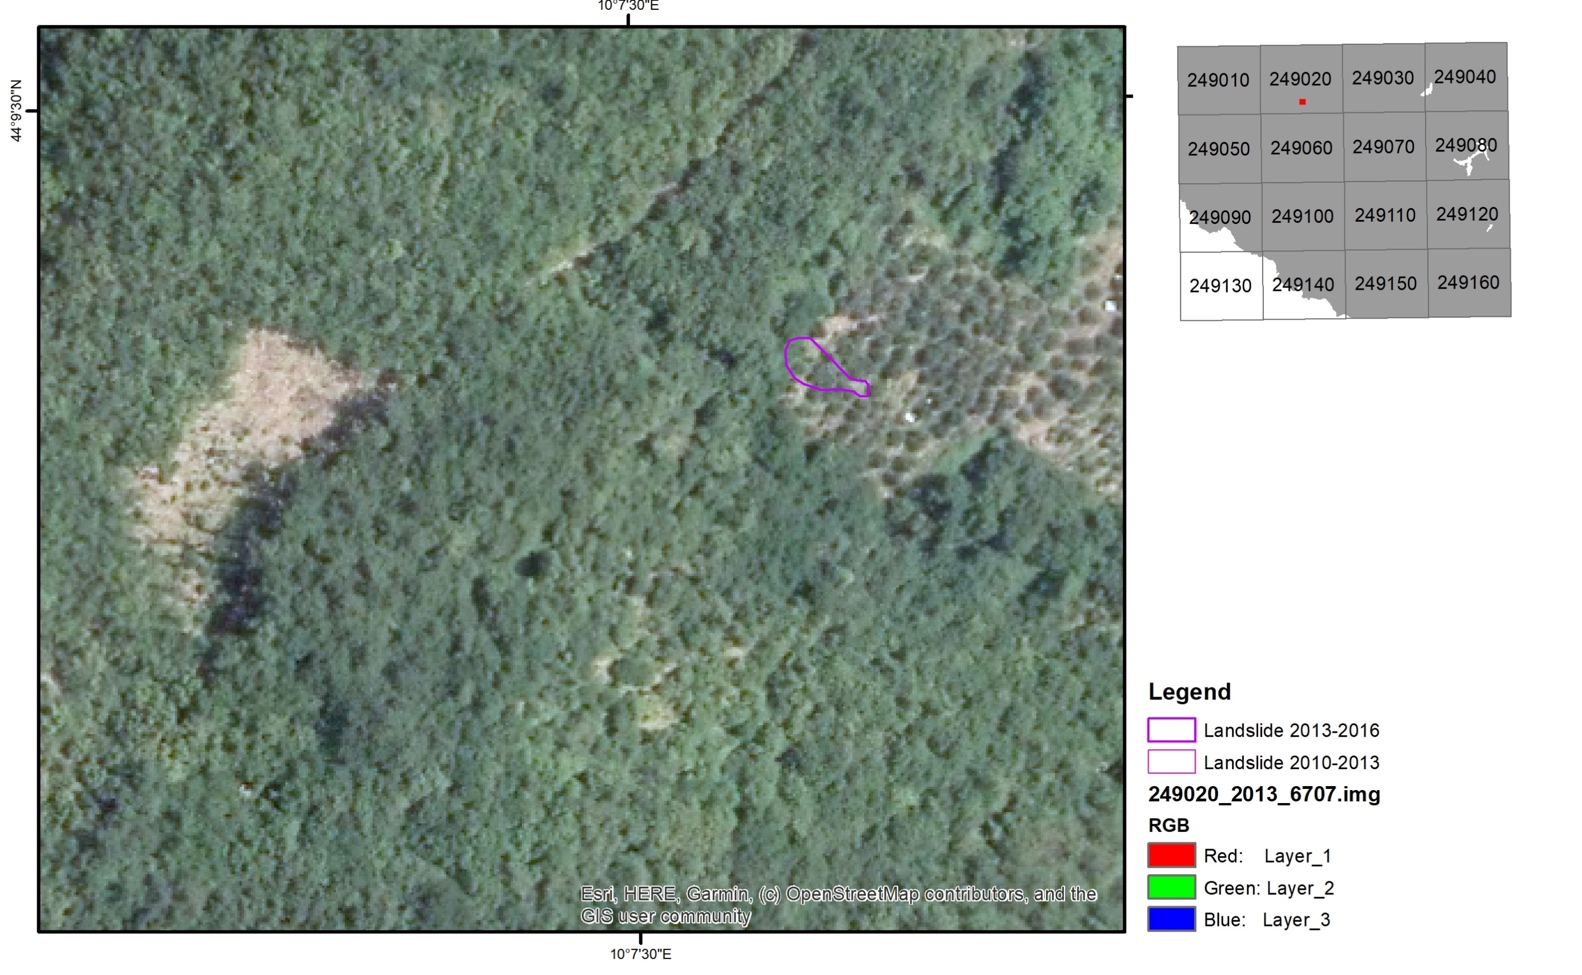 10°7'30"E
44°9'30"N
249010 249020 249030 249040
249050 249060 249070 249080
249090 249100 249110 249120
249130 249140 249150 249160
Legend
Landslide 2013-2016
Landslide 2010-2013
249020_2013_6707.img
RGB
Red: Layer_1
Green: Layer_2
Blue: Layer_3
Esri, HERE, Garmin, (c) OpenStreetMap contributors, and the
GIS user community
10°7'30"E